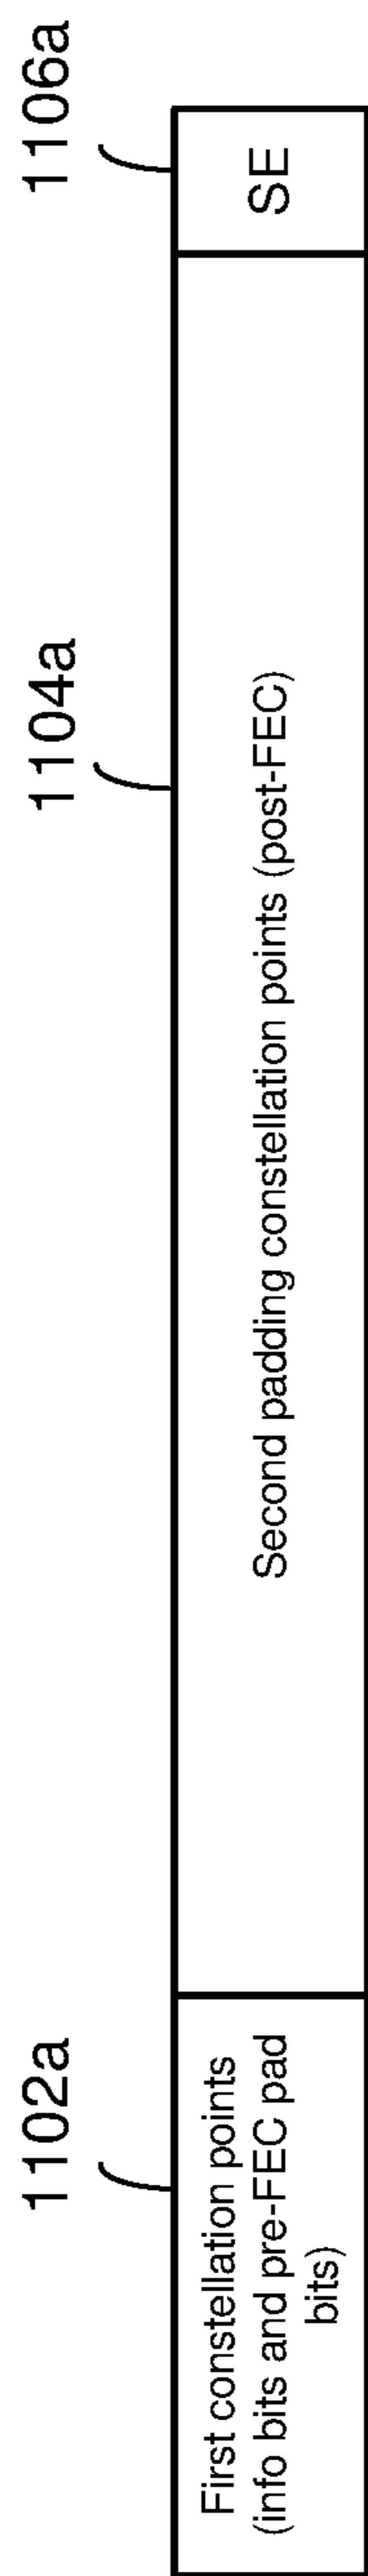 1102a
1104a
1106a
First constellation points
(info bits and pre-FEC pad
bits)
Second padding constellation points (post-FEC)
SE